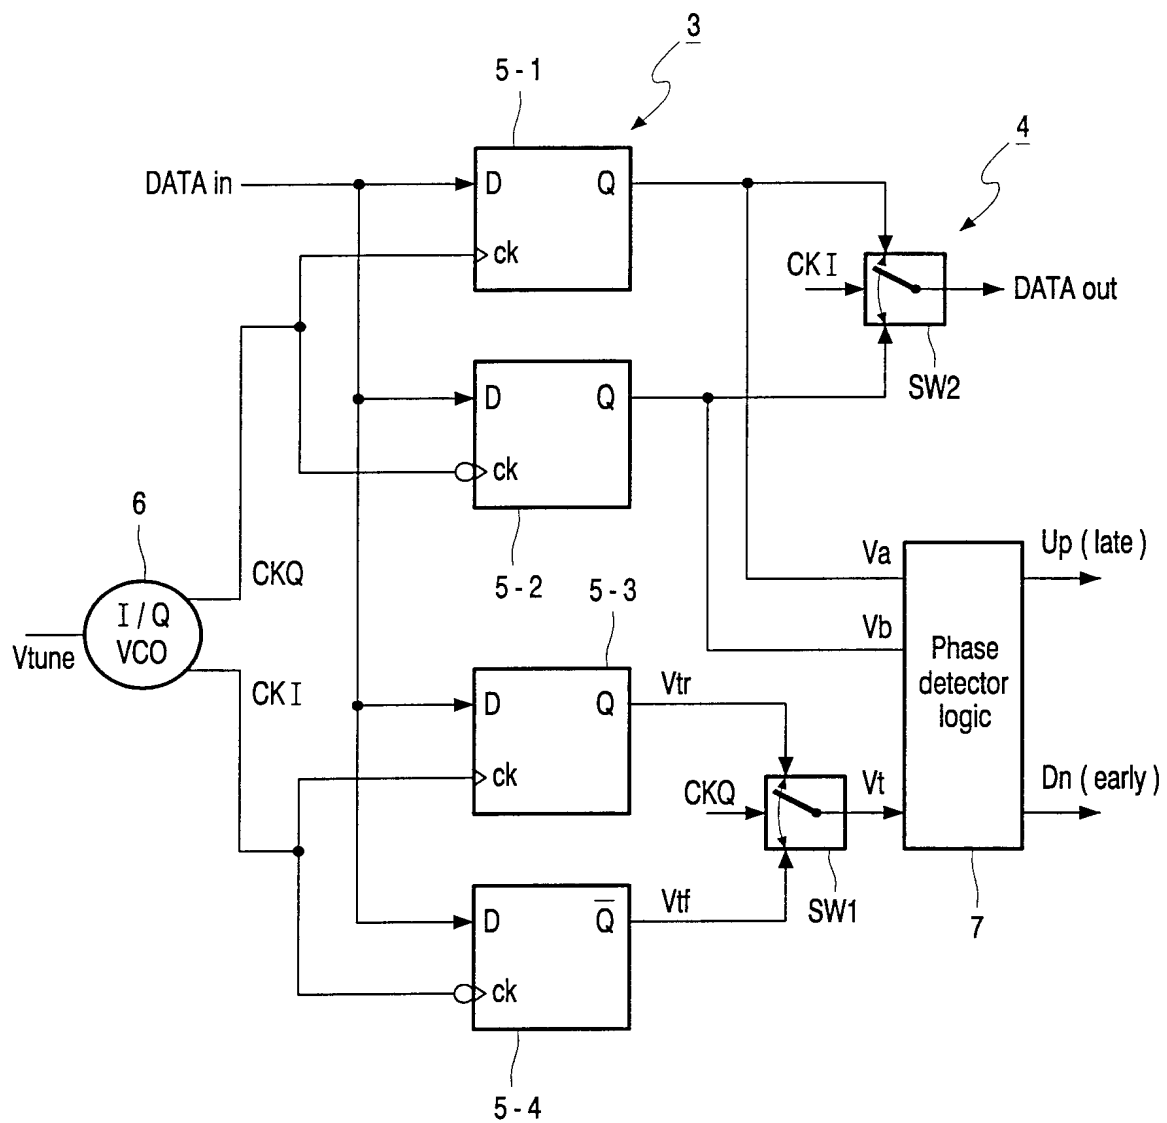 3
5-1
4
DATA in
D
Q
ck
CKI
DATA out
SW2
D
Q
ck
5-2
6
CKQ
I/Q
VCO
Vtune
CKI
5-3
Va
Up (late)
Vb
Phase
detector
logic
D
Q
Vtr
ck
CKQ
Vt
Dn (early)
SW1
7
D
Q̅
Vtf
ck
5-4